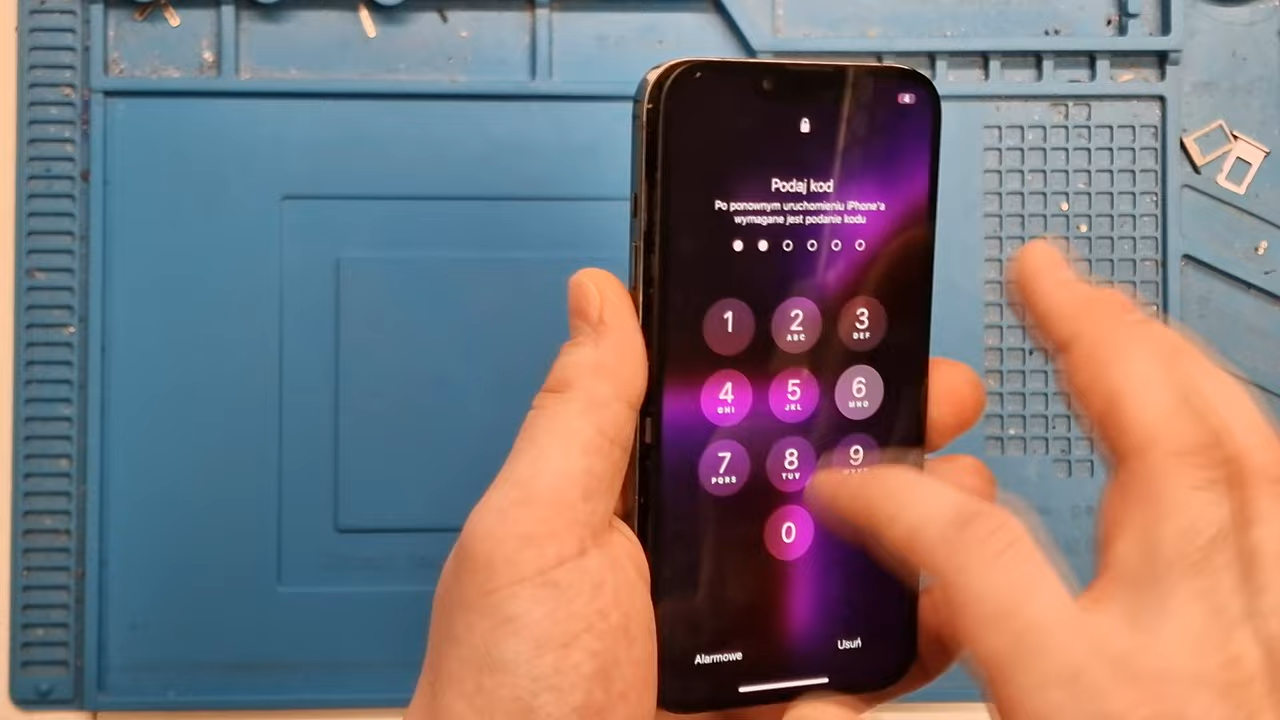 4
Podaj kod
Po ponownym uruchomieniu iPhone'a
wymagane jest podanie kodu
1 2 3
ABC DEF
4 5 6
GHI JKL MNO
7 8 9
PQRS TUV
0
Alarmowe Usuń